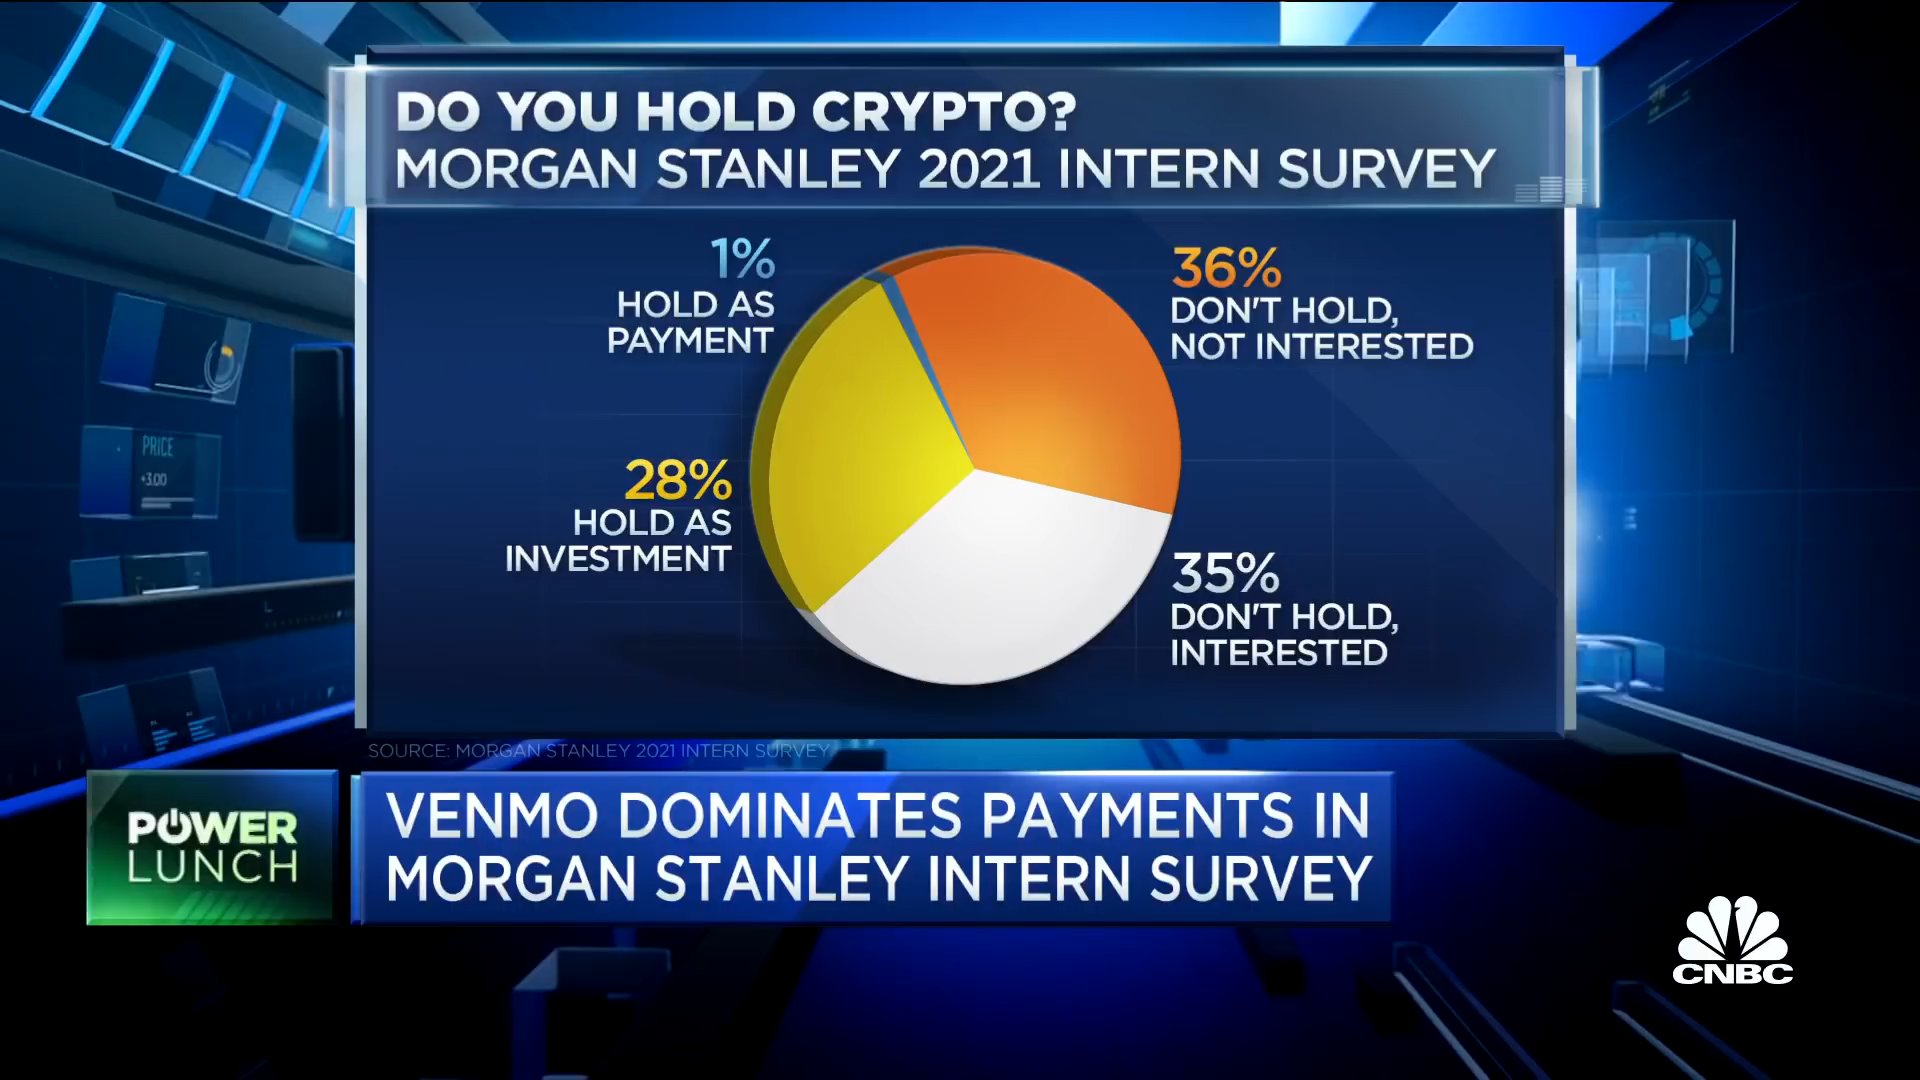 DO YOU HOLD CRYPTO?
MORGAN STANLEY 2021 INTERN SURVEY
1%
HOLD AS
PAYMENT
36%
DON'T HOLD,
NOT INTERESTED
28%
HOLD AS
INVESTMENT
35%
DON'T HOLD,
INTERESTED
PRICE
+3.00
SOURCE: MORGAN STANLEY 2021 INTERN SURVEY
POWER
LUNCH
VENMO DOMINATES PAYMENTS IN
MORGAN STANLEY INTERN SURVEY
CNBC